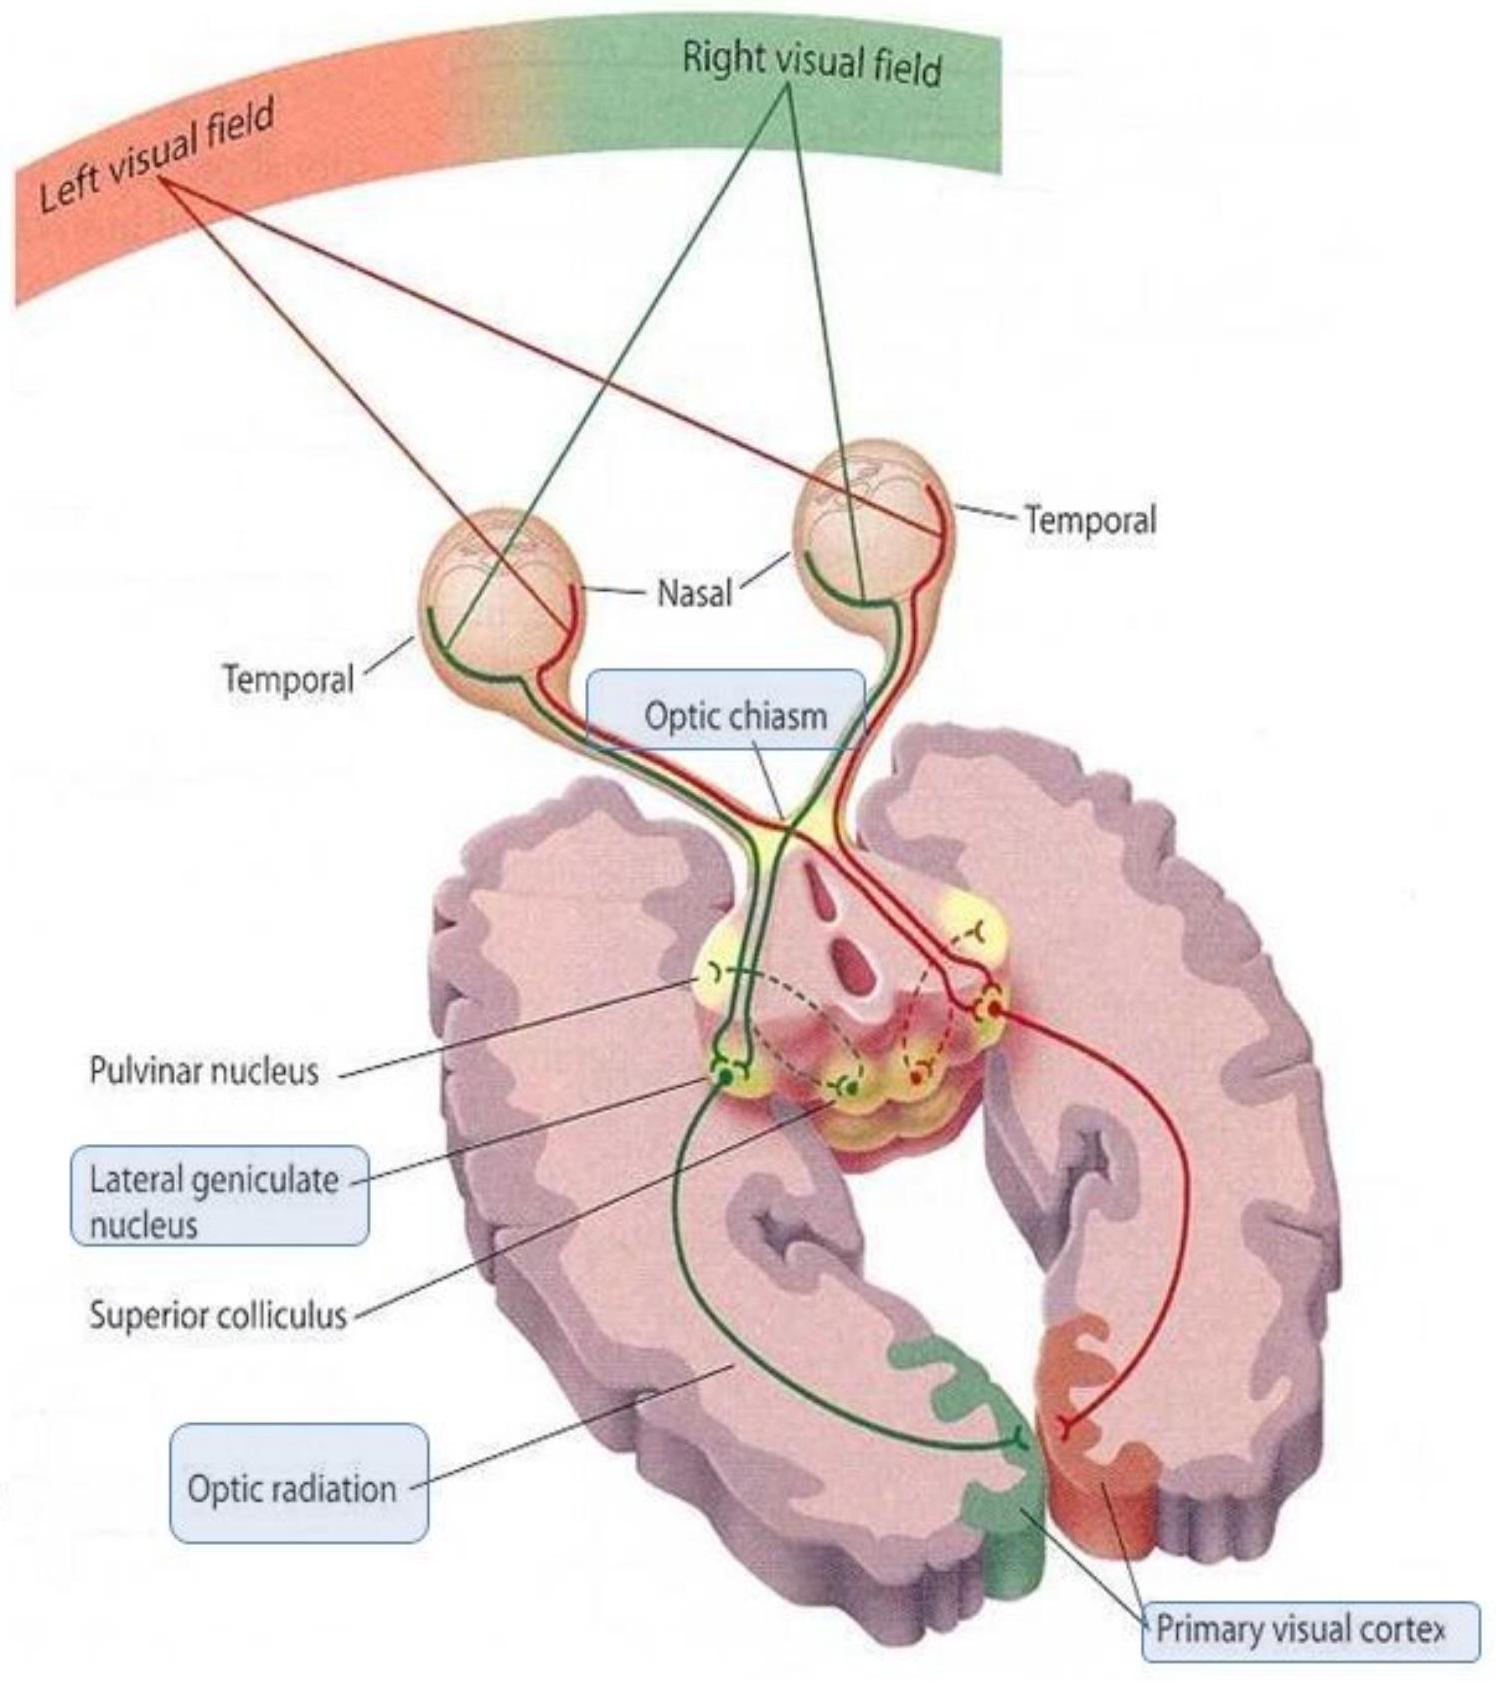 Right visual field
Left visual field
Temporal
Nasal
Temporal
Optic chiasm
Pulvinar nucleus
Lateral geniculate
nucleus
Superior colliculus
Optic radiation
Primary visual cortex